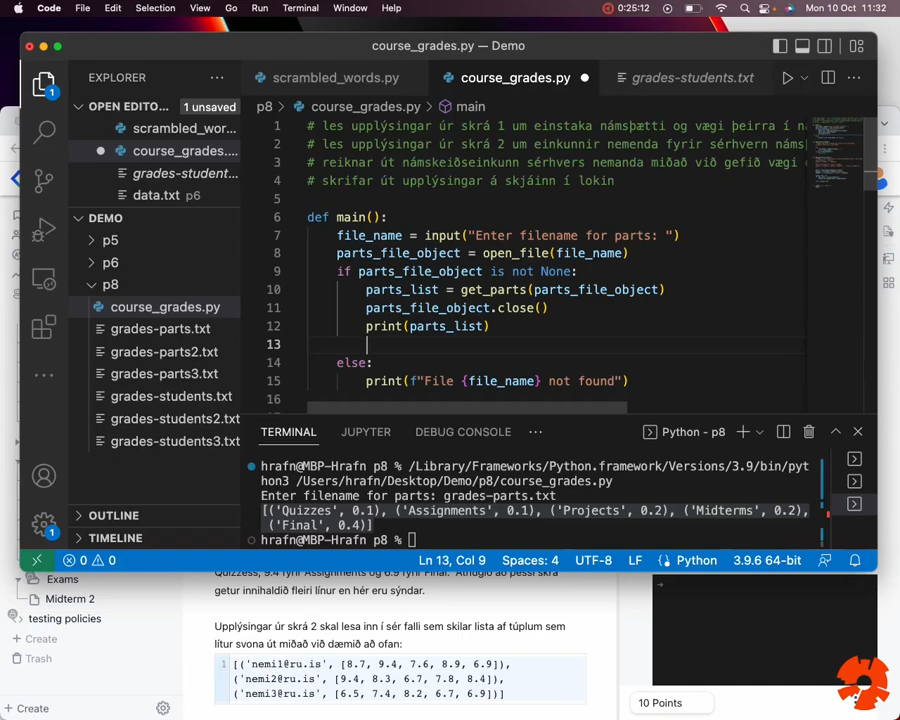 Code File Edit Selection View Go Run Terminal Window Help 00:25:12 Mon 10 Oct 11:32
course_grades.py — Demo
EXPLORER
scrambled_words.py course_grades.py grades-students.txt
OPEN EDITO... 1 unsaved
p8 > course_grades.py > main
scrambled_wor...
course_grades....
grades-student...
data.txt p6
DEMO
p5
p6
p8
course_grades.py
grades-parts.txt
grades-parts2.txt
grades-parts3.txt
grades-students.txt
grades-students2.txt
grades-students3.txt
OUTLINE
TIMELINE
1 # les upplýsingar úr skrá 1 um einstaka námsþætti og vægi þeirra í
2 # les upplýsingar úr skrá 2 um einkunnir nemenda fyrir sérhvern
3 # reiknar út námskeiðseinkunn sérhvers nemanda miðað við gefið vægi
4 # skrifar út upplýsingar á skjáinn í lokin
5
6 def main():
7 file_name = input("Enter filename for parts: ")
8 parts_file_object = open_file(file_name)
9 if parts_file_object is not None:
10 parts_list = get_parts(parts_file_object)
11 parts_file_object.close()
12 print(parts_list)
13
14 else:
15 print(f"File {file_name} not found")
16
TERMINAL JUPYTER DEBUG CONSOLE Python - p8
hrafn@MBP-Hrafn p8 % /Library/Frameworks/Python.framework/Versions/3.9/bin/pyt
hon3 /Users/hrafn/Desktop/Demo/p8/course_grades.py
Enter filename for parts: grades-parts.txt
[('Quizzes', 0.1), ('Assignments', 0.1), ('Projects', 0.2), ('Midterms', 0.2),
('Final', 0.4)]
hrafn@MBP-Hrafn p8 %
0 0 Ln 13, Col 9 Spaces: 4 UTF-8 LF Python 3.9.6 64-bit
Exams
Midterm 2
testing policies
Create
Trash
Create
getur innihaldið fleiri línur en hér eru sýndar.
Upplýsingar úr skrá 2 skal lesa inn í sér falli sem skilar lista af túplum sem
lítur svona út miðað við dæmið að ofan:
1 [('nemi1@ru.is', [8.7, 9.4, 7.6, 8.9, 6.9]),
('nemi2@ru.is', [9.4, 8.3, 6.7, 7.8, 8.4]),
('nemi3@ru.is', [6.5, 7.4, 8.2, 6.7, 6.9])]
10 Points